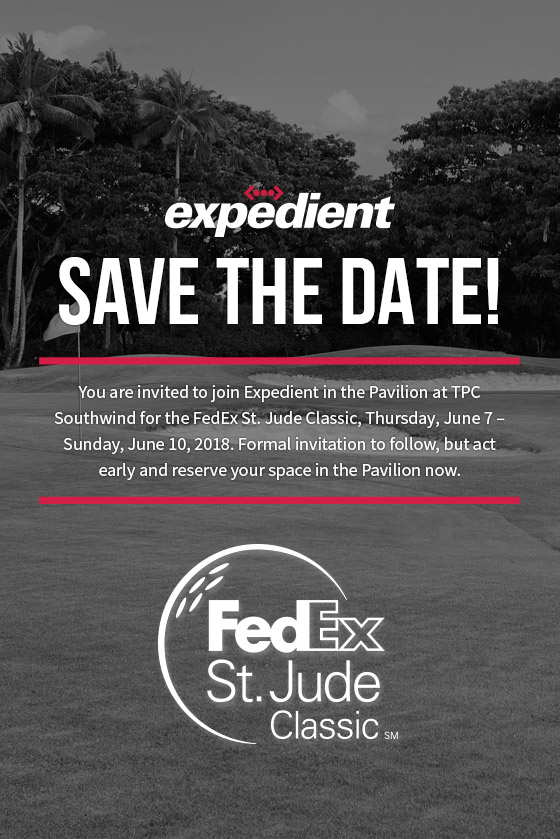 expedient
SAVE THE DATE!
You are invited to join Expedient in the Pavilion at TPC
Southwind for the FedEx St. Jude Classic, Thursday, June 7 –
Sunday, June 10, 2018. Formal invitation to follow, but act
early and reserve your space in the Pavilion now.
FedEx
St. Jude
Classic SM